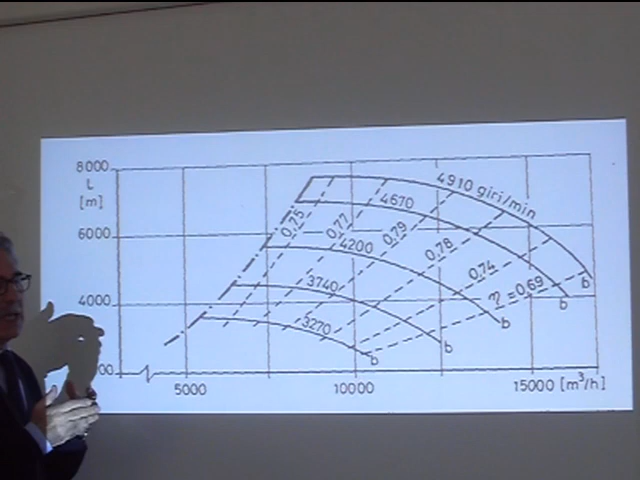 8000
L
[m]
6000
4000
00
5000
10000
15000 [m³/h]
4910 giri/min
4670
4200
3740
3270
0,75
0,77
0,79
0,78
0,74
η = 0,69
b
b
b
b
b